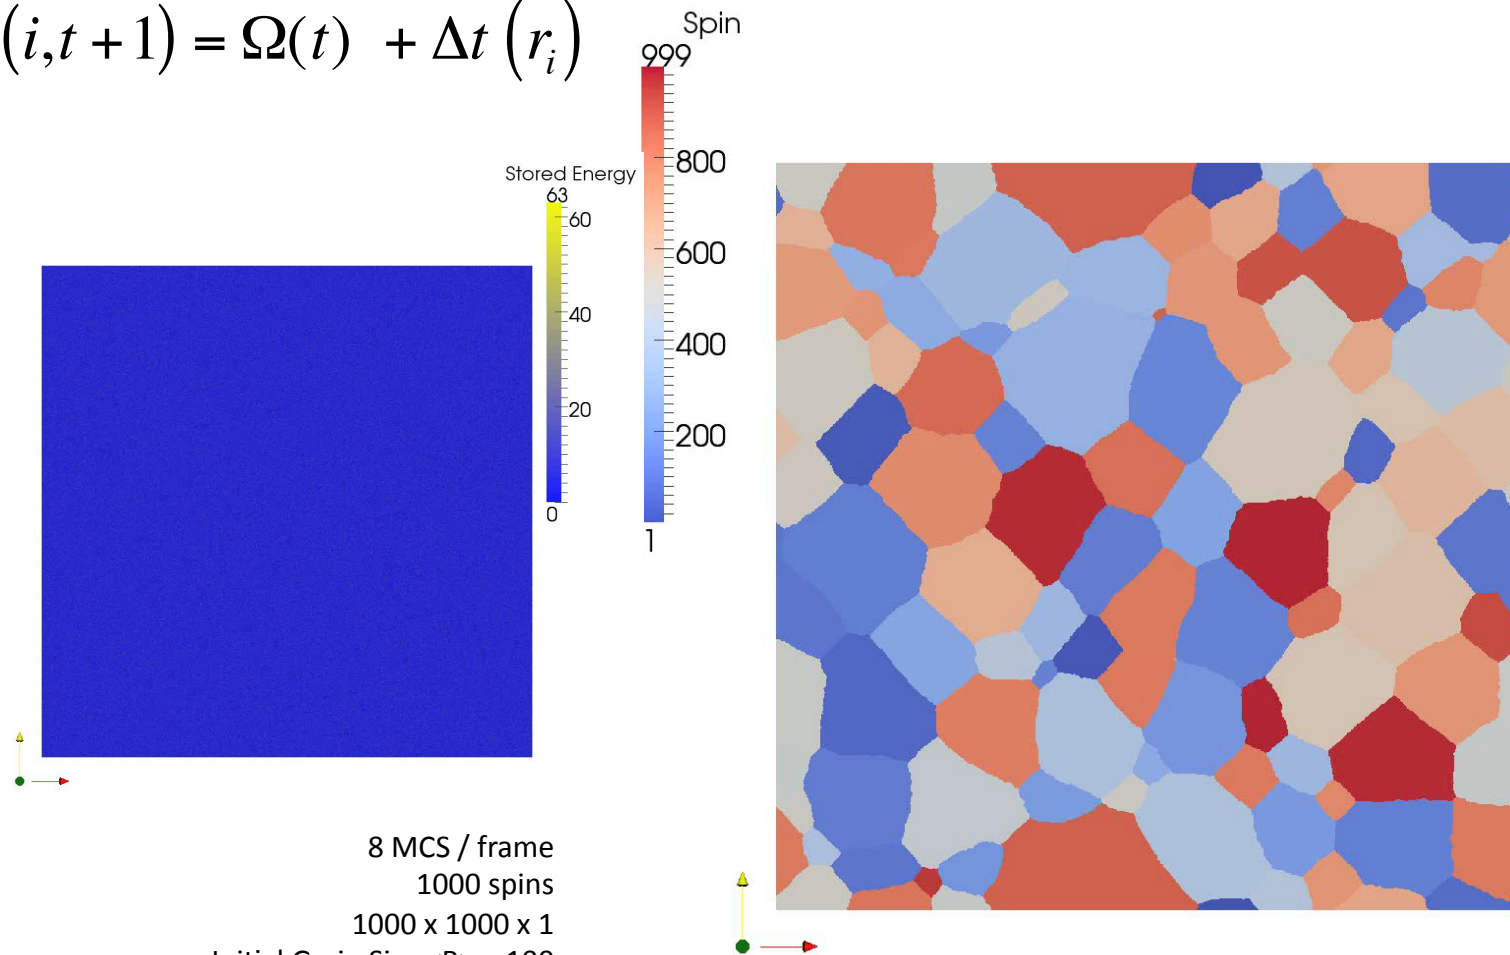 (i,t + 1) = Ω(t) + Δt (r_i)
Spin
999
800
600
400
200
1
Stored Energy
63
60
40
20
0
8 MCS / frame
1000 spins
1000 x 1000 x 1